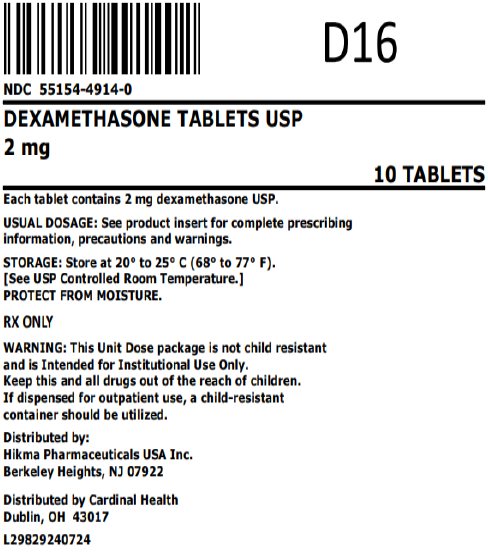 D16
NDC 55154-4914-0
DEXAMETHASONE TABLETS USP
2 mg
10 TABLETS
Each tablet contains 2 mg dexamethasone USP.
USUAL DOSAGE: See product insert for complete prescribing
information, precautions and warnings.
STORAGE: Store at 20° to 25° C (68° to 77° F).
[See USP Controlled Room Temperature.]
PROTECT FROM MOISTURE.
RX ONLY
WARNING: This Unit Dose package is not child resistant
and is Intended for Institutional Use Only.
Keep this and all drugs out of the reach of children.
If dispensed for outpatient use, a child-resistant
container should be utilized.
Distributed by:
Hikma Pharmaceuticals USA Inc.
Berkeley Heights, NJ 07922
Distributed by Cardinal Health
Dublin, OH 43017
L29829240724